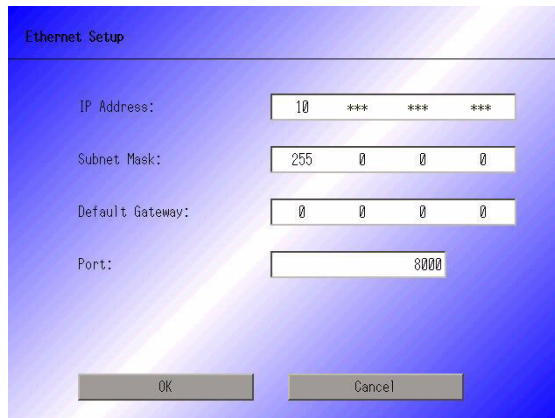 Ethernet Setup
IP Address: 10 *** *** ***
Subnet Mask: 255 0 0 0
Default Gateway: 0 0 0 0
Port: 8000
OK Cancel